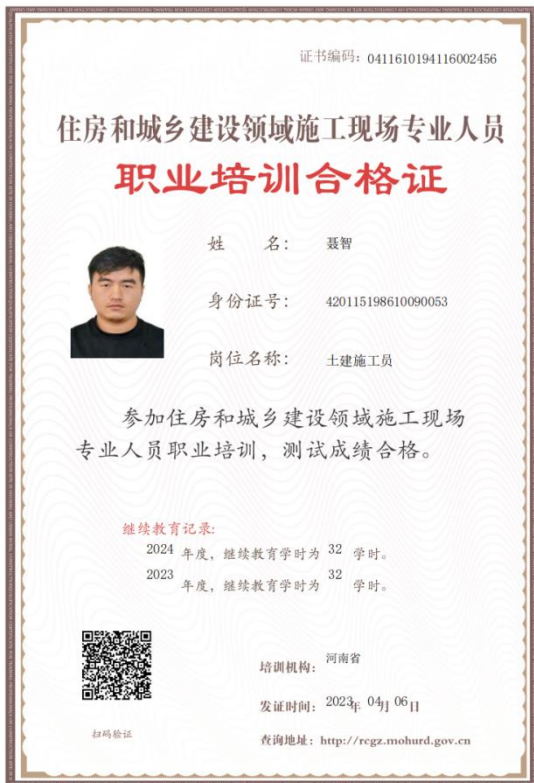 证书编码：0411610194116002456
住房和城乡建设领域施工现场专业人员
职业培训合格证
姓 名： 聂智
身份证号： 420115198610090053
岗位名称： 土建施工员
参加住房和城乡建设领域施工现场
专业人员职业培训，测试成绩合格。
继续教育记录:
2024 年度，继续教育学时为 32 学时。
2023 年度，继续教育学时为 32 学时。
培训机构： 河南省
发证时间： 2023年 04月 06日
扫码验证
查询地址：http://rcgz.mohurd.gov.cn